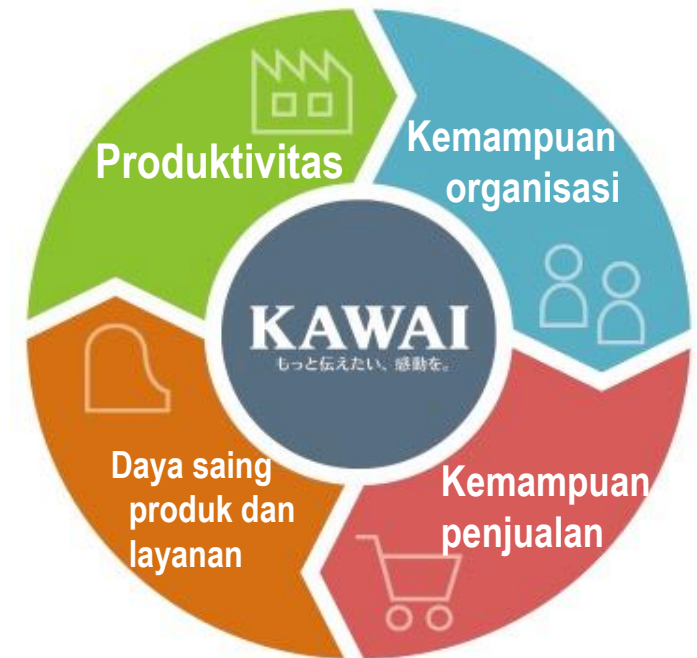 Produktivitas
Kemampuan
organisasi
KAWAI
もっと伝えたい、感動を。
Daya saing
produk dan
layanan
Kemampuan
penjualan